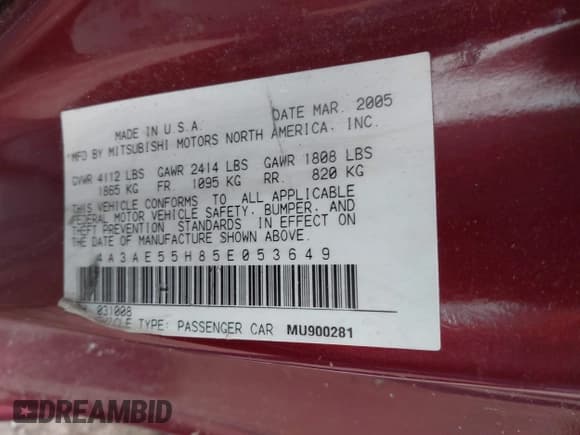 MADE IN U.S.A. DATE MAR. 2005
MFD BY MITSUBISHI MOTORS NORTH AMERICA, INC.
GVWR 4112 LBS GAWR 2414 LBS GAWR 1808 LBS
1865 KG FR 1095 KG RR. 820 KG
THIS VEHICLE CONFORMS TO ALL APPLICABLE
FEDERAL MOTOR VEHICLE SAFETY, BUMPER, AND
THEFT PREVENTION STANDARDS IN EFFECT ON
THE DATE OF MANUFACTURE SHOWN ABOVE.
4A3AE55H85E053649
031008
TYPE: PASSENGER CAR MU900281
DREAMBID